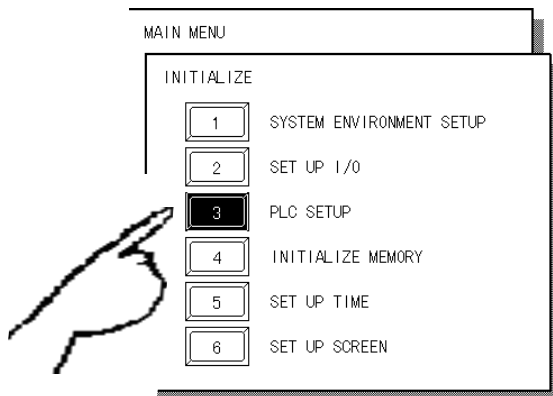 MAIN MENU
INITIALIZE
1 SYSTEM ENVIRONMENT SETUP
2 SET UP I/O
3 PLC SETUP
4 INITIALIZE MEMORY
5 SET UP TIME
6 SET UP SCREEN